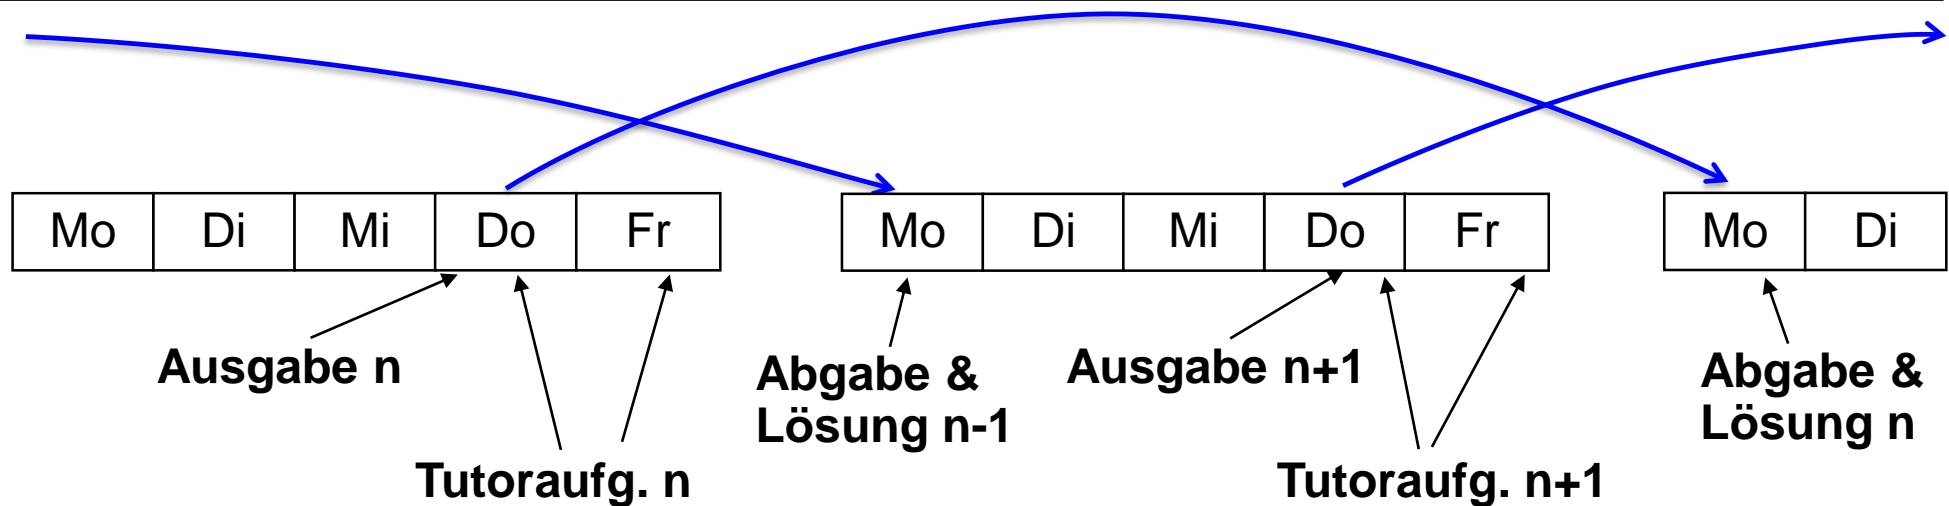 Mo Di Mi Do Fr Mo Di Mi Do Fr Mo Di
Ausgabe n
Abgabe &
Lösung n-1
Ausgabe n+1
Abgabe &
Lösung n
Tutoraufg. n
Tutoraufg. n+1